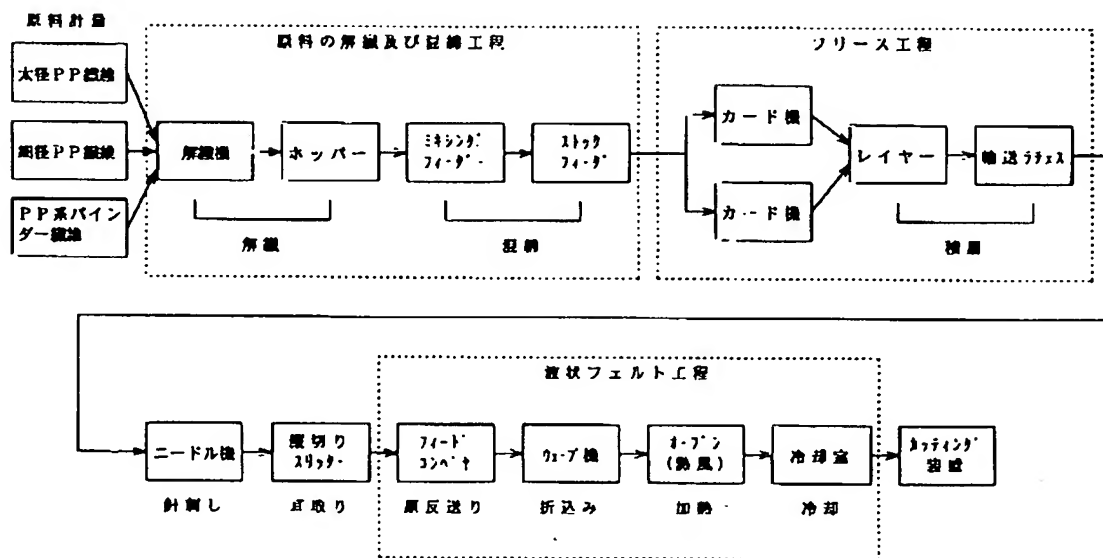 原料計量
原料の解繊及び混綿工程
フリース工程
太径PP繊維
細径PP繊維
PP系バイン
ダー繊維
解繊機
ホッパー
ミキシング
フィーダー
ストック
フィーダ
カード機
カード機
レイヤー
輸送ラチェス
解繊
混綿
積層
波状フェルト工程
ニードル機
縦切り
スリッター
フィード
コンベヤ
ウェーブ機
オーブン
(熱風)
冷却室
カッティング
装置
針刺し
耳取り
原反送り
折込み
加熱
冷却